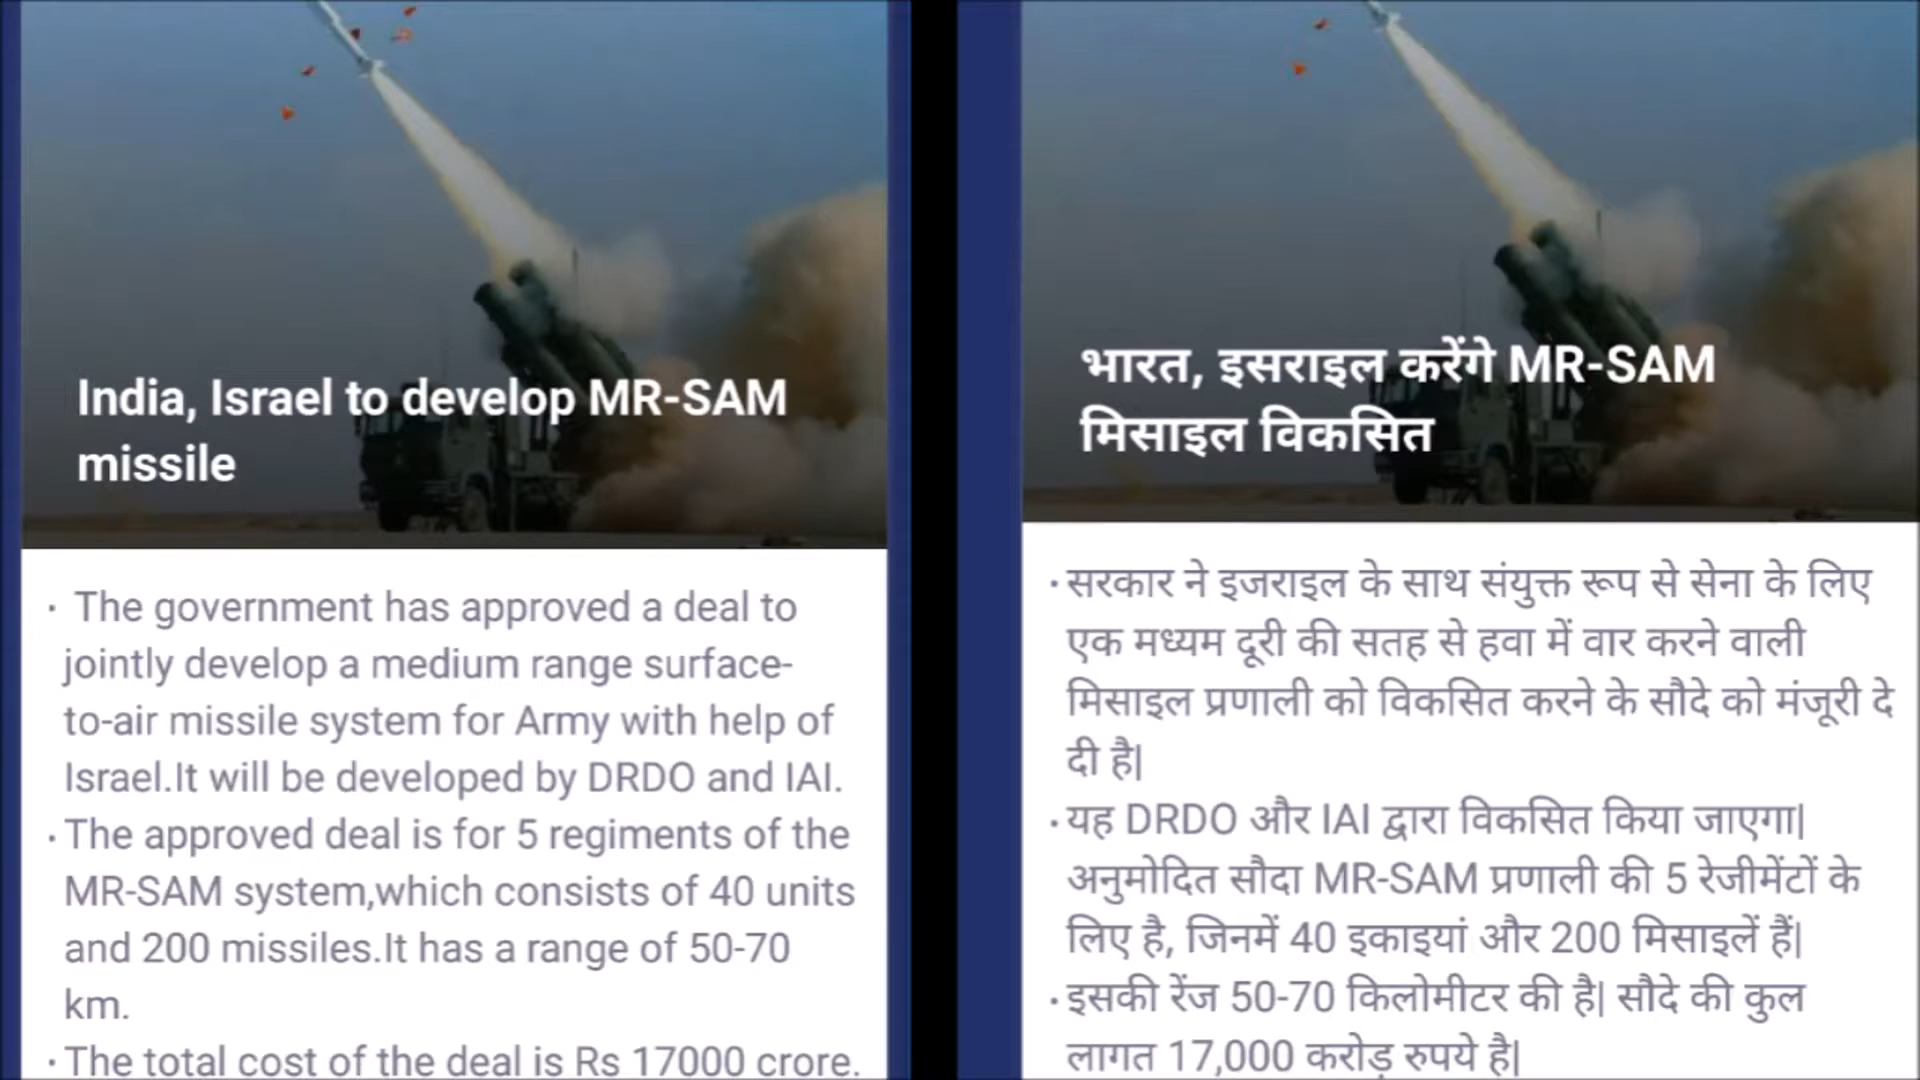 India, Israel to develop MR-SAM
missile
· The government has approved a deal to
jointly develop a medium range surface-
to-air missile system for Army with help of
Israel.It will be developed by DRDO and IAI.
· The approved deal is for 5 regiments of the
MR-SAM system,which consists of 40 units
and 200 missiles.It has a range of 50-70
km.
· The total cost of the deal is Rs 17000 crore.
भारत, इसराइल करेंगे MR-SAM
मिसाइल विकसित
· सरकार ने इजराइल के साथ संयुक्त रूप से सेना के लिए
एक मध्यम दूरी की सतह से हवा में वार करने वाली
मिसाइल प्रणाली को विकसित करने के सौदे को मंजूरी दे
दी है|
· यह DRDO और IAI द्वारा विकसित किया जाएगा|
अनुमोदित सौदा MR-SAM प्रणाली की 5 रेजीमेंटों के
लिए है, जिनमें 40 इकाइयां और 200 मिसाइलें हैं|
· इसकी रेंज 50-70 किलोमीटर की है| सौदे की कुल
लागत 17,000 करोड़ रुपये है|